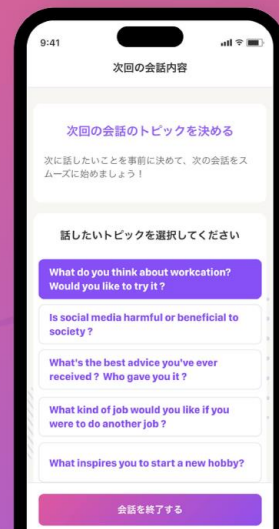 9:41
次回の会話内容
次回の会話のトピックを決める
次に話したいことを事前に決めて、次の会話をス
ムーズに始めましょう！
話したいトピックを選択してください
What do you think about workcation?
Would you like to try it ?
Is social media harmful or beneficial to
society ?
What's the best advice you've ever
received ? Who gave you it ?
What kind of job would you like if you
were to do another job ?
What inspires you to start a new hobby?
会話を終了する